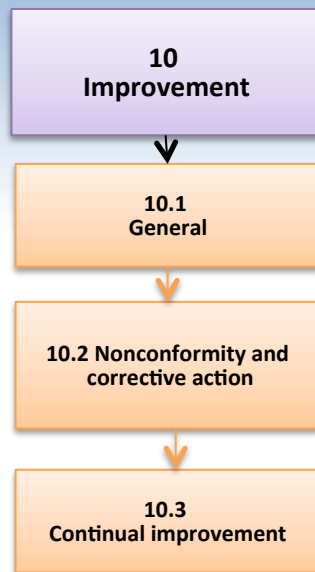 10
Improvement
10.1
General
10.2 Nonconformity and
corrective action
10.3
Continual improvement